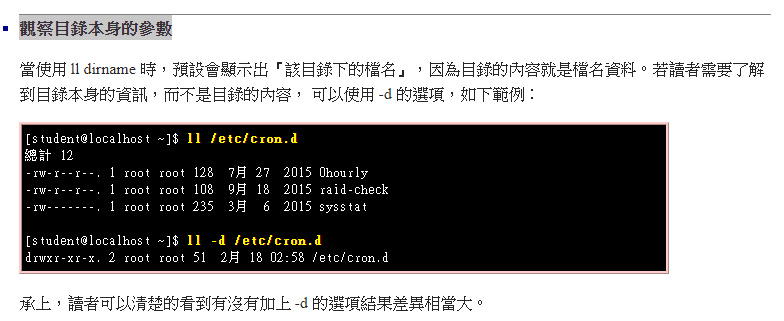 觀察目錄本身的參數
當使用 ll dirname 時，預設會顯示出『該目錄下的檔名』，因為目錄的內容就是檔名資料。若讀者需要了解
到目錄本身的資訊，而不是目錄的內容， 可以使用 -d 的選項，如下範例：
[student@localhost ~]$ ll /etc/cron.d
總計 12
-rw-r--r--. 1 root root 128  7月 27  2015 0hourly
-rw-r--r--. 1 root root 108  9月 18  2015 raid-check
-rw-------. 1 root root 235  3月  6  2015 sysstat
[student@localhost ~]$ ll -d /etc/cron.d
drwxr-xr-x. 2 root root 51  2月 18 02:58 /etc/cron.d
承上，讀者可以清楚的看到有沒有加上 -d 的選項結果差異相當大。